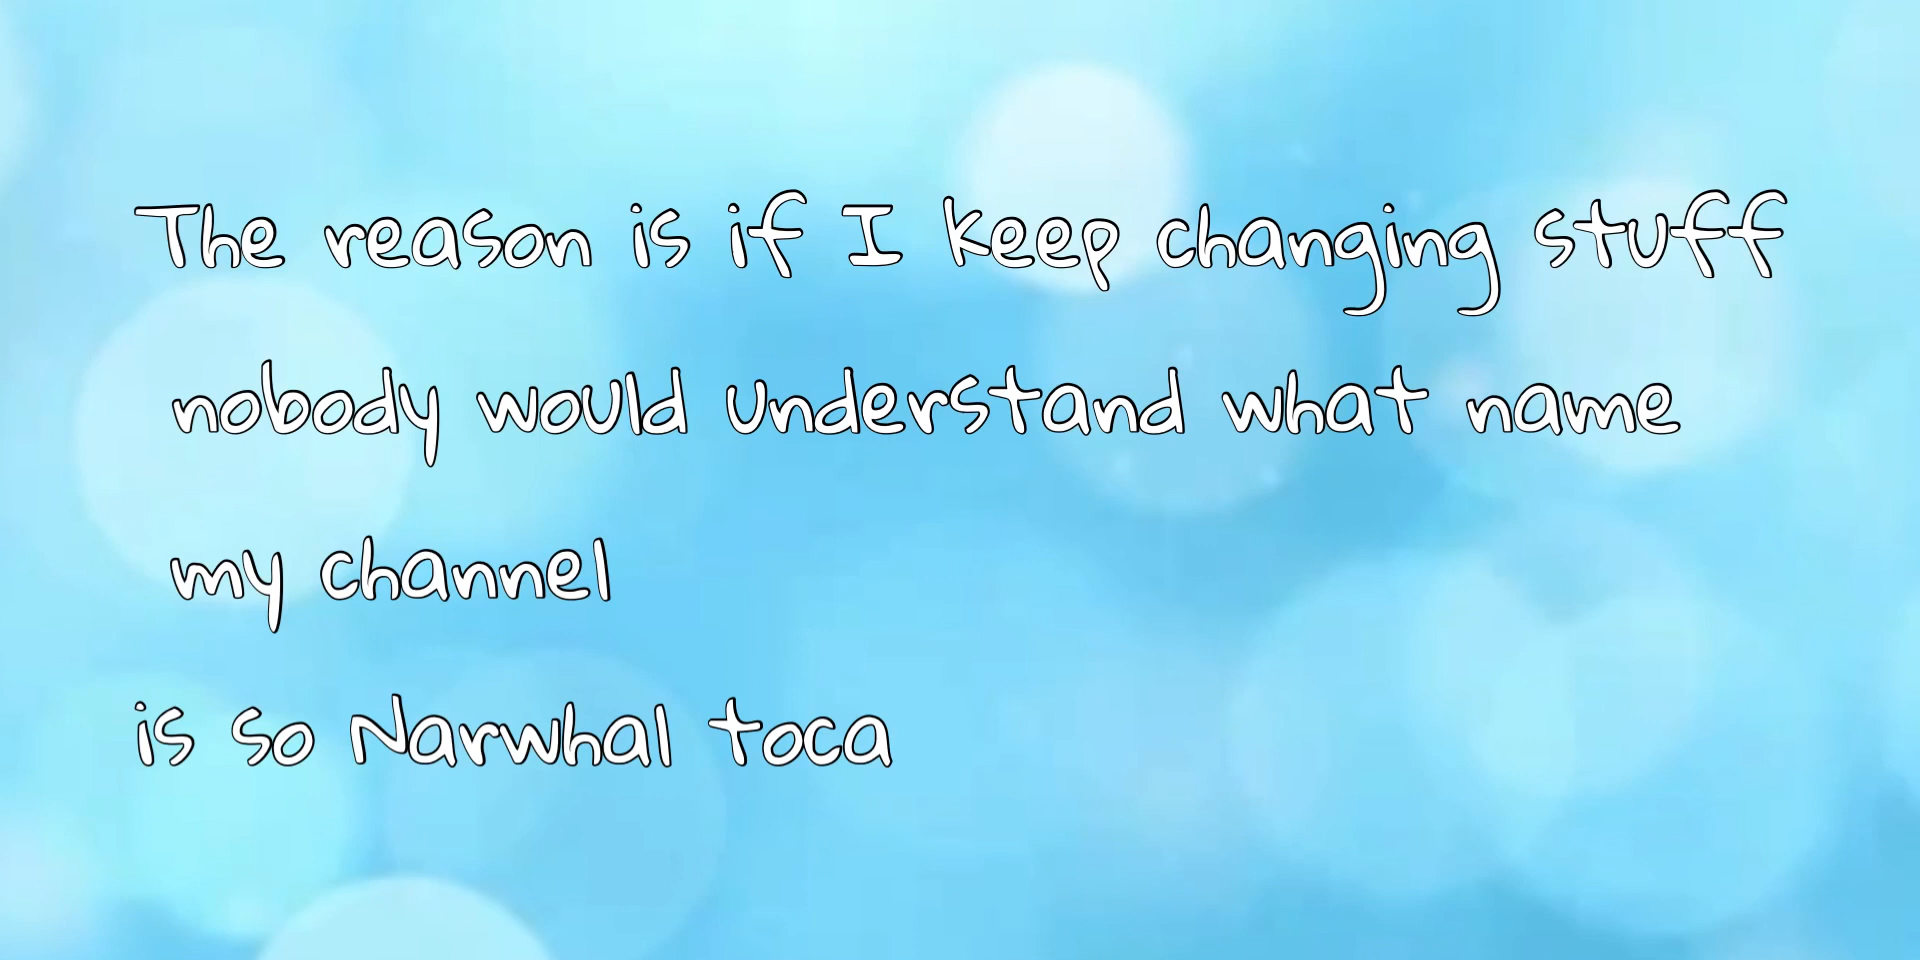 The reason is if I keep changing stuff
nobody would understand what name
my channel
is so Narwhal toca